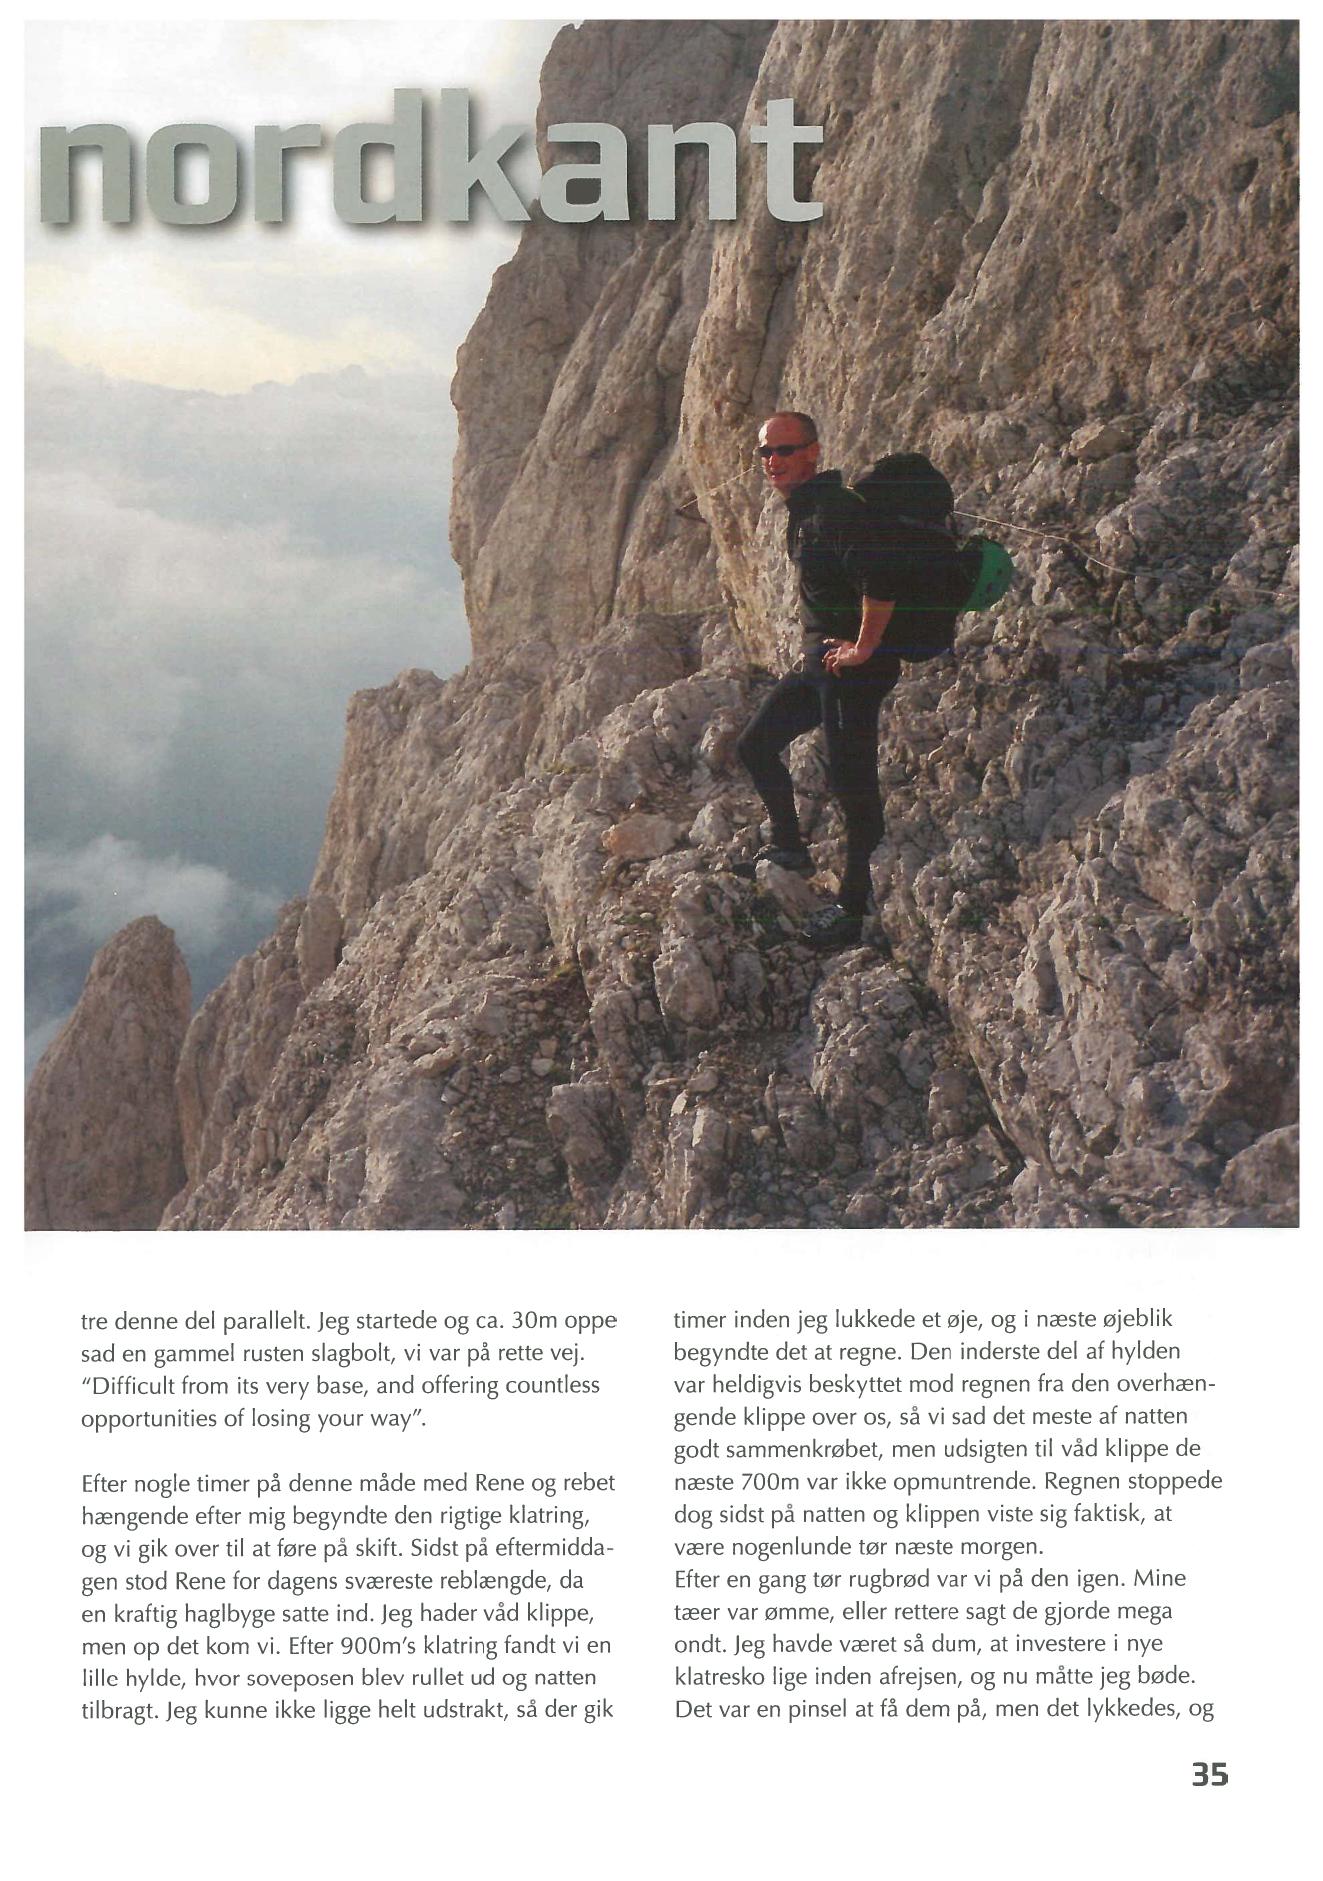 nordkant
tre denne del parallelt. Jeg startede og ca. 30m oppe
sad en gammel rusten slagbolt, vi var på rette vej.
"Difficult from its very base, and offering countless
opportunities of losing your way".
Efter nogle timer på denne måde med Rene og rebet
hængende efter mig begyndte den rigtige klatring,
og vi gik over til at føre på skift. Sidst på eftermidda-
gen stod Rene for dagens sværeste reblængde, da
en kraftig haglbyge satte ind. Jeg hader våd klippe,
men op det kom vi. Efter 900m's klatring fandt vi en
lille hylde, hvor soveposen blev rullet ud og natten
tilbragt. Jeg kunne ikke ligge helt udstrakt, så der gik
timer inden jeg lukkede et øje, og i næste øjeblik
begyndte det at regne. Den inderste del af hylden
var heldigvis beskyttet mod regnen fra den overhæn-
gende klippe over os, så vi sad det meste af natten
godt sammenkrøbet, men udsigten til våd klippe de
næste 700m var ikke opmuntrende. Regnen stoppede
dog sidst på natten og klippen viste sig faktisk, at
være nogenlunde tør næste morgen.
Efter en gang tør rugbrød var vi på den igen. Mine
tæer var ømme, eller rettere sagt de gjorde mega
ondt. Jeg havde været så dum, at investere i nye
klatresko lige inden afrejsen, og nu måtte jeg bøde.
Det var en pinsel at få dem på, men det lykkedes, og
35